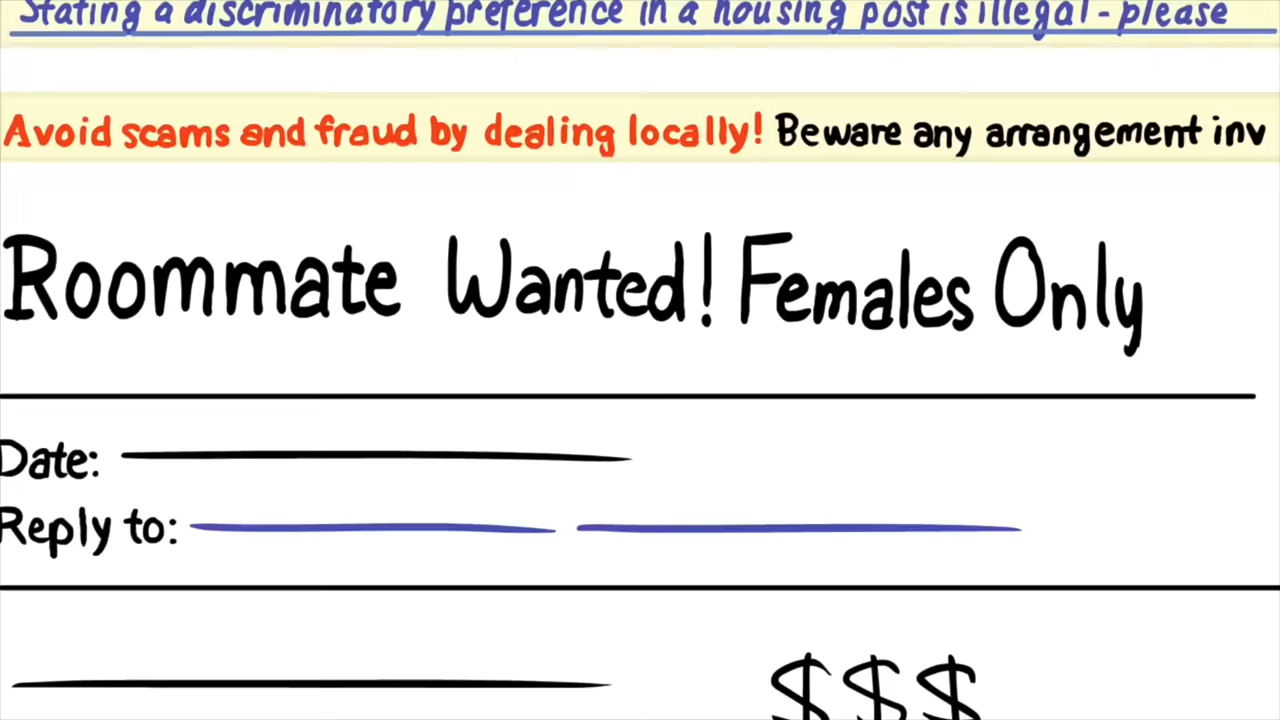 Stating a discriminatory preference in a housing post is illegal - please
Avoid scams and fraud by dealing locally! Beware any arrangement inv
Roommate Wanted! Females Only
Date:
Reply to:
$$$